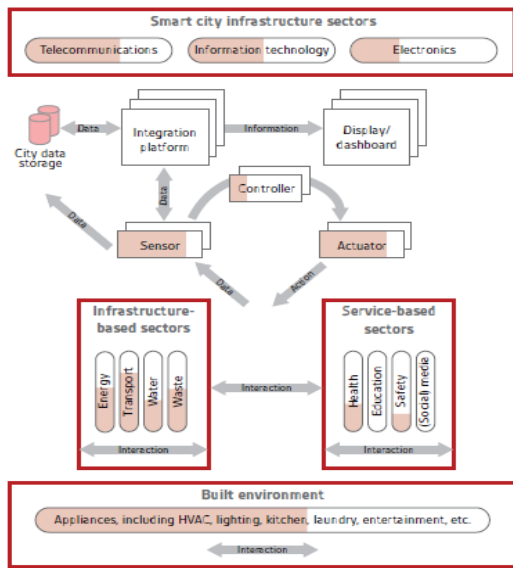 Smart city infrastructure sectors
Telecommunications
Information technology
Electronics
Data
Integration
platform
Information
Display/
dashboard
City data
storage
Controller
Data
Data
Sensor
Actuator
Data
Action
Infrastructure-
based sectors
Service-based
sectors
Energy
Transport
Water
Waste
Interaction
Health
Education
Safety
(Social) media
Interaction
Interaction
Built environment
Appliances, including HVAC, lighting, kitchen, laundry, entertainment, etc.
Interaction